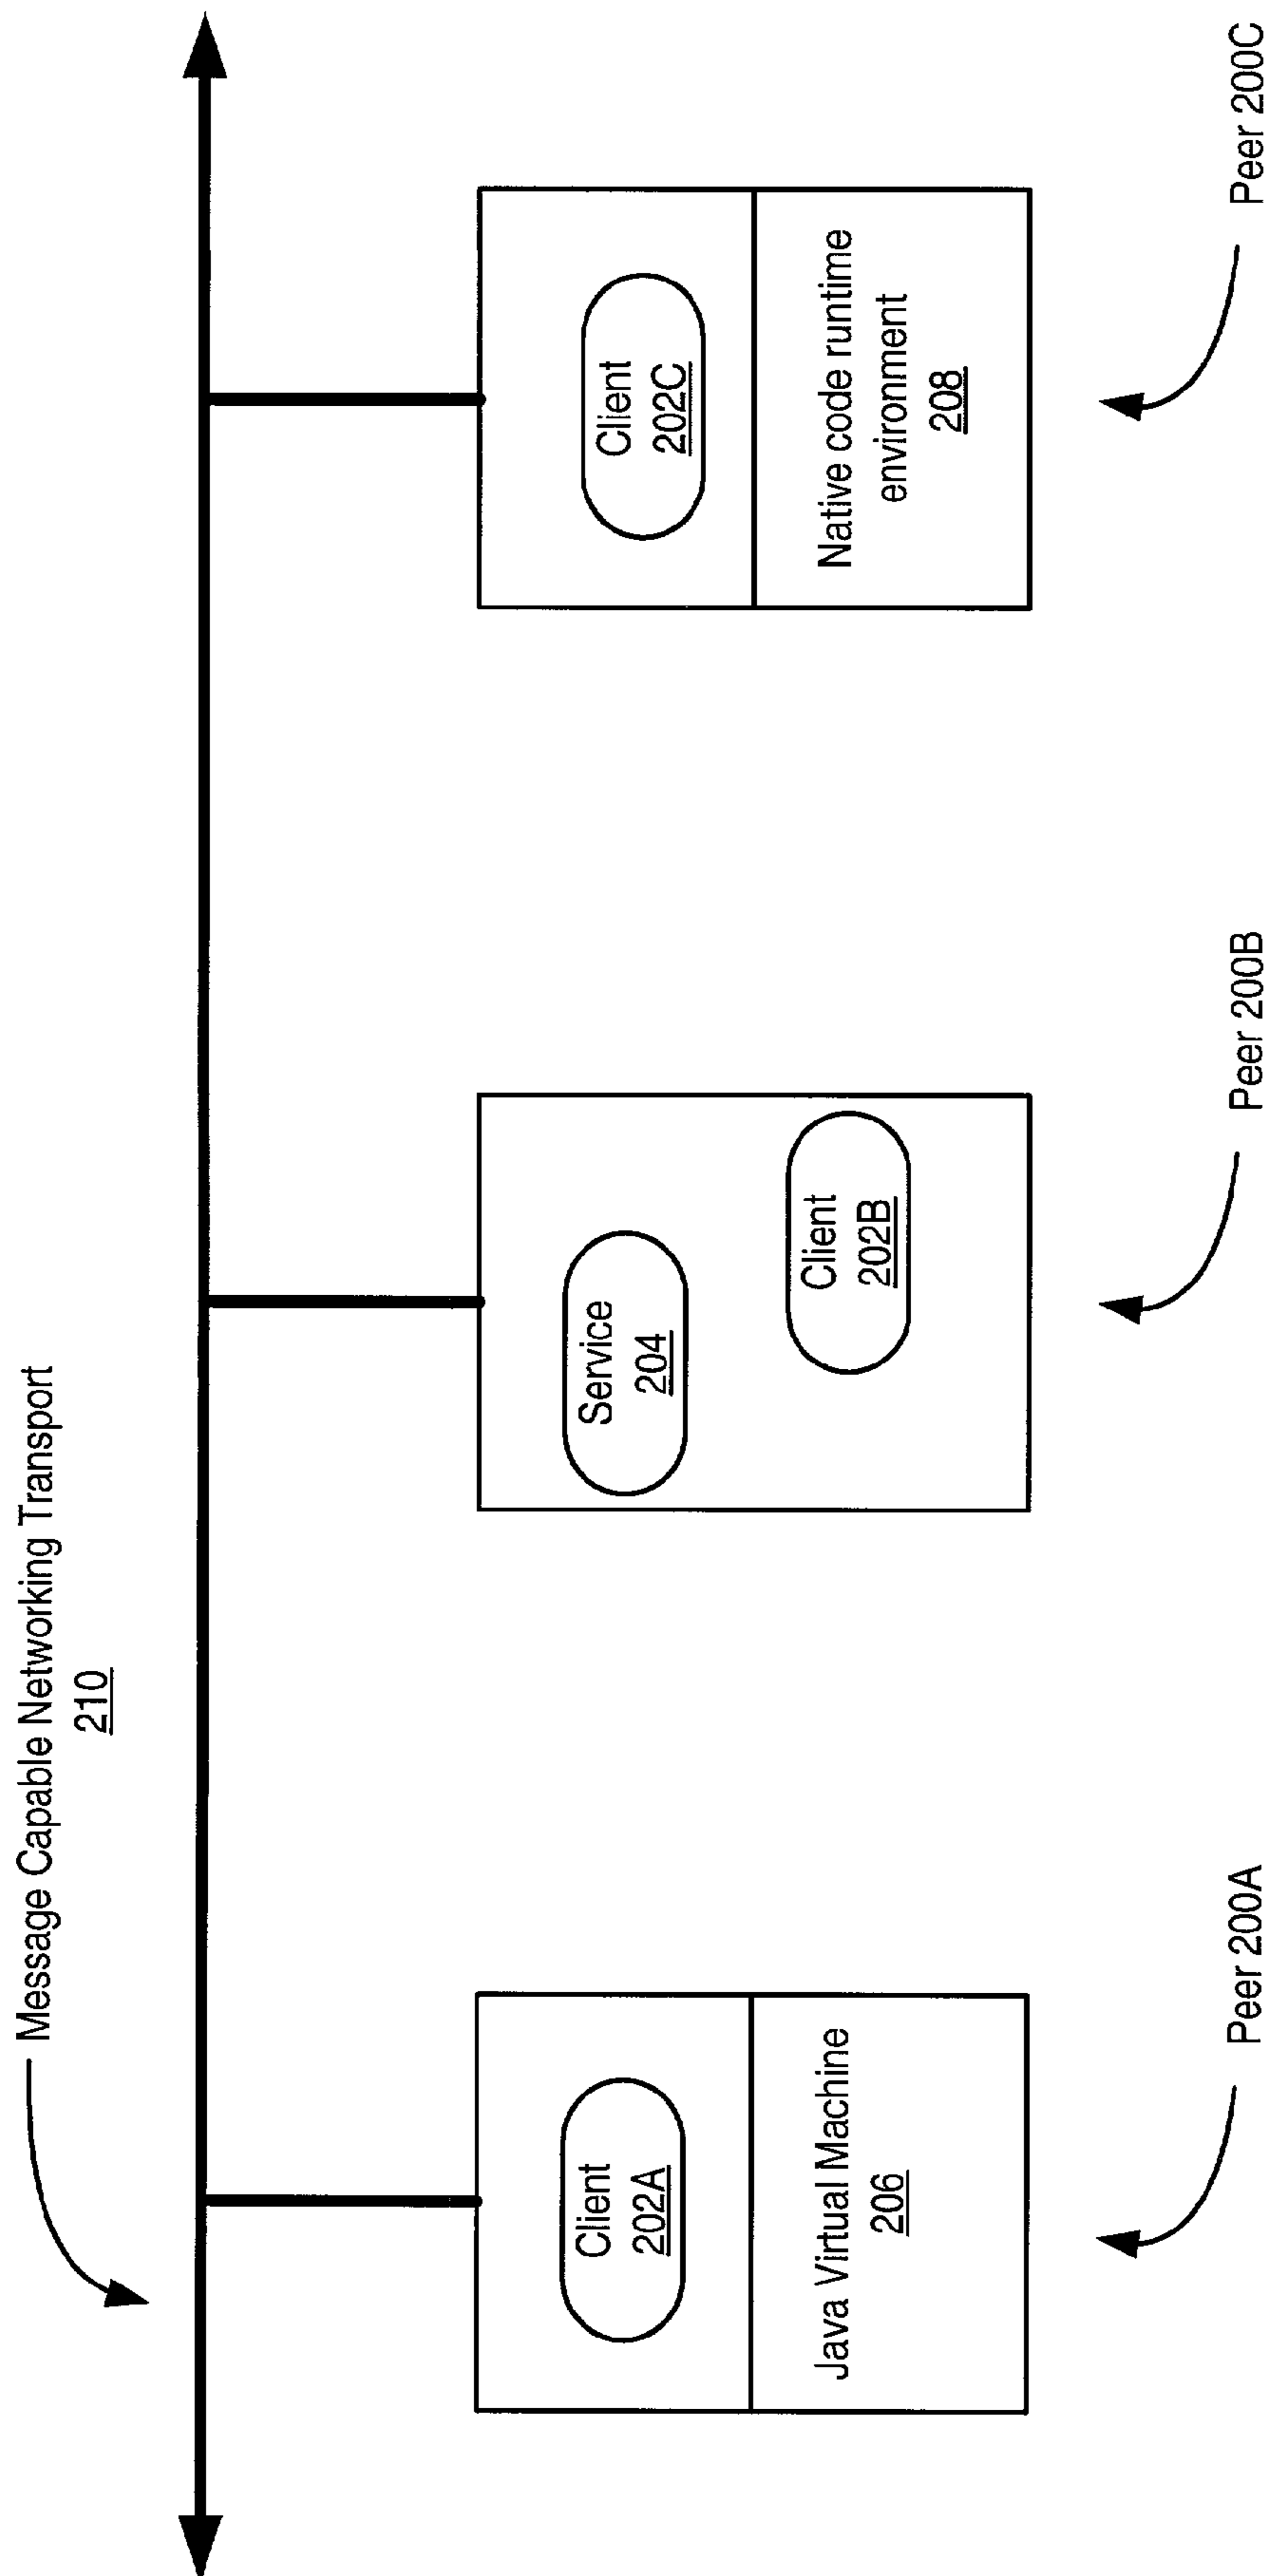 Message Capable Networking Transport
210
Client
202A
Java Virtual Machine
206
Peer 200A
Service
204
Client
202B
Peer 200B
Client
202C
Native code runtime
environment
208
Peer 200C